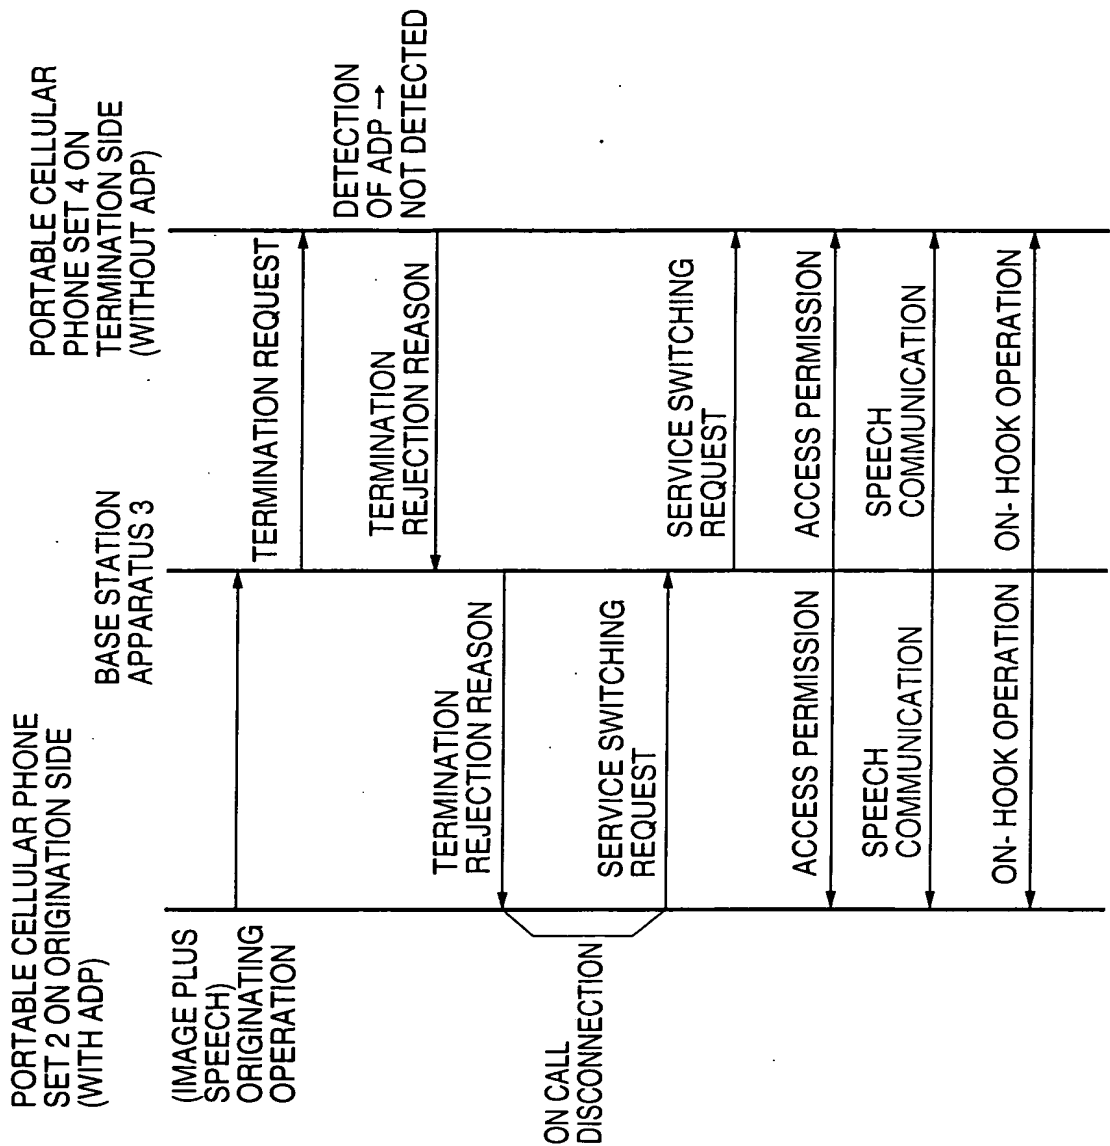 PORTABLE CELLULAR PHONE
SET 2 ON ORIGINATION SIDE
(WITH ADP)
BASE STATION
APPARATUS 3
PORTABLE CELLULAR
PHONE SET 4 ON
TERMINATION SIDE
(WITHOUT ADP)
(IMAGE PLUS
SPEECH)
ORIGINATING
OPERATION
TERMINATION REQUEST
DETECTION
OF ADP →
NOT DETECTED
TERMINATION
REJECTION REASON
TERMINATION
REJECTION REASON
ON CALL
DISCONNECTION
SERVICE SWITCHING
REQUEST
SERVICE SWITCHING
REQUEST
ACCESS PERMISSION
ACCESS PERMISSION
SPEECH
COMMUNICATION
SPEECH
COMMUNICATION
ON- HOOK OPERATION
ON- HOOK OPERATION